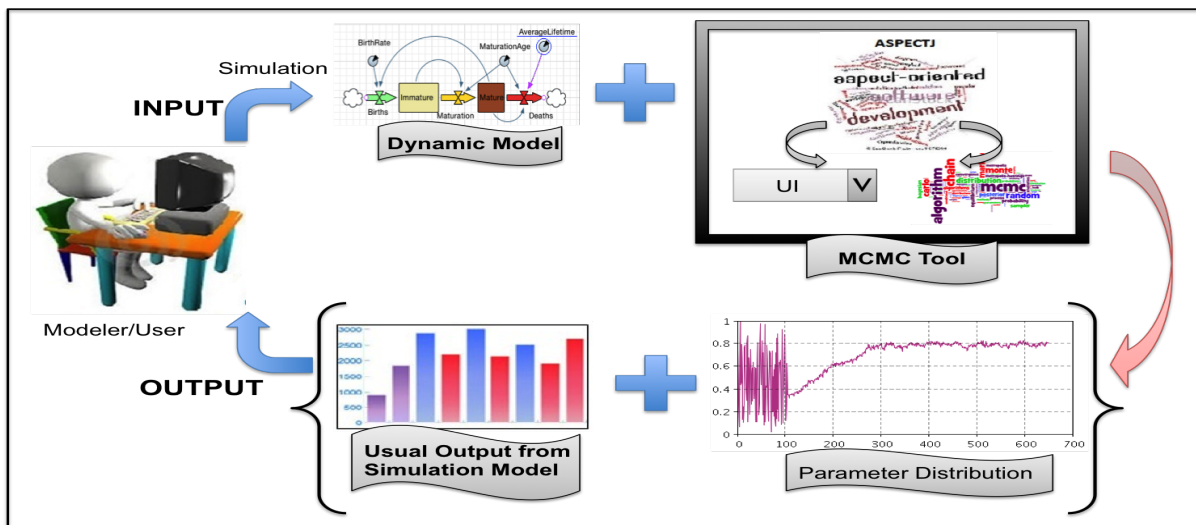 AverageLifetime
BirthRate
MaturationAge
Simulation
INPUT
Immature
Mature
Births
Maturation
Deaths
Dynamic Model
ASPECTJ
aspect-oriented
software
development
UI
V
algorithm
carlo
chain
distribution
monte
mcmc
random
probability
MCMC Tool
Modeler/User
OUTPUT
3000
2500
2000
1500
1000
500
0
Usual Output from
Simulation Model
1
0.8
0.6
0.4
0.2
0
0 100 200 300 400 500 600 700
Parameter Distribution